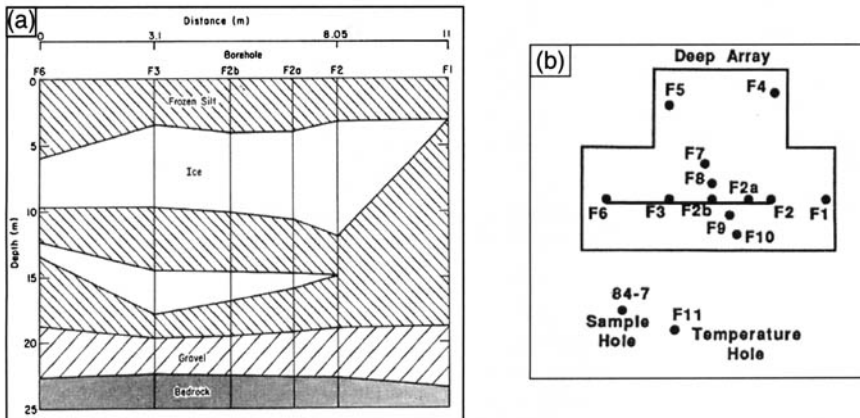 (a)
Distance (m)
0 3.1 8.05 11
Borehole
F6 F3 F2b F2a F2 F1
0
5
10
15
20
25
Depth (m)
Frozen Silt
Ice
Gravel
Bedrock
(b)
Deep Array
F5 F4
F7
F8
F2a
F6 F3 F2b F2 F1
F9
F10
84-7
Sample
Hole
F11
Temperature
Hole